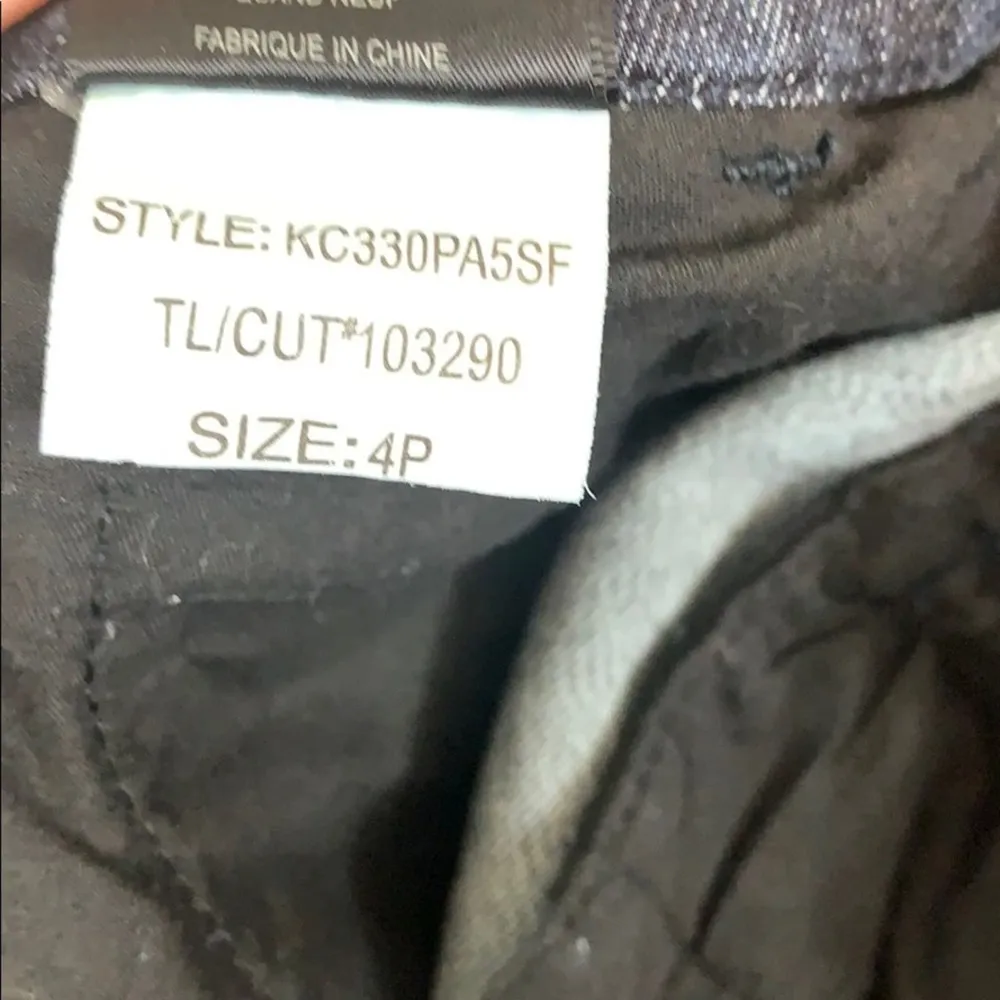 FABRIQUE IN CHINE
STYLE: KC330PA5SF
TL/CUT#103290
SIZE: 4P